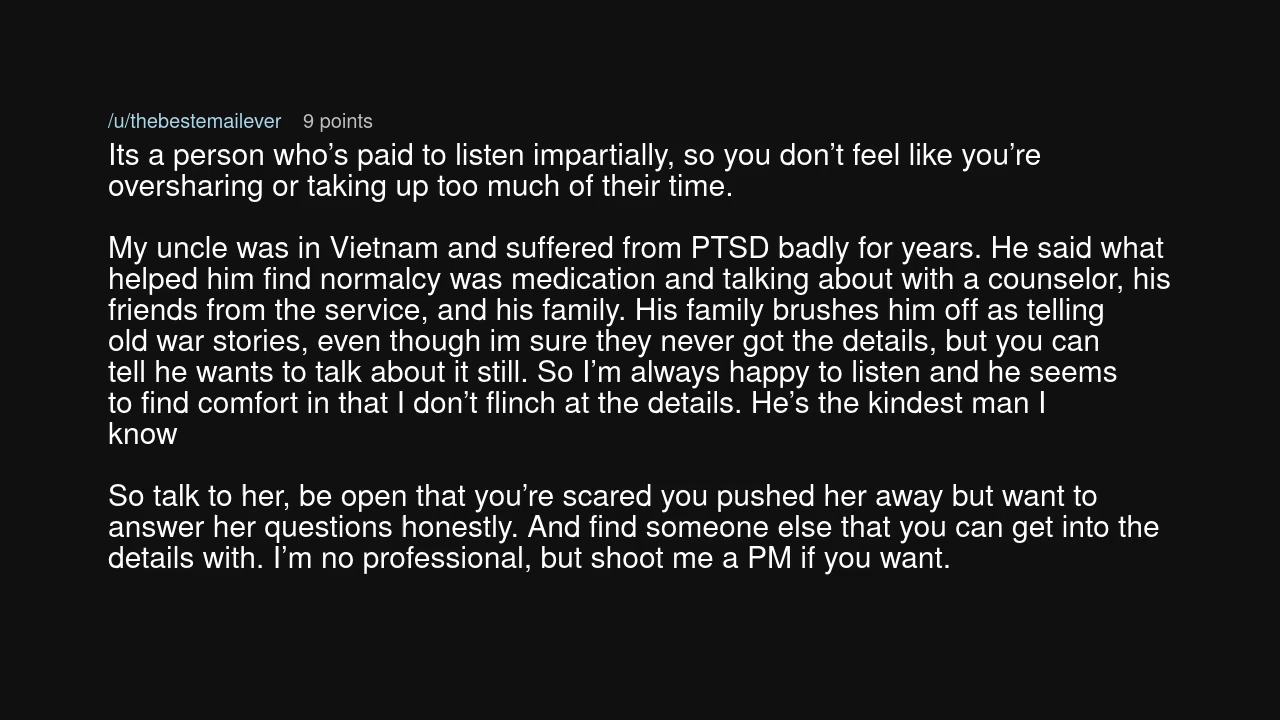 /u/thebestemailever 9 points
Its a person who’s paid to listen impartially, so you don’t feel like you’re
oversharing or taking up too much of their time.
My uncle was in Vietnam and suffered from PTSD badly for years. He said what
helped him find normalcy was medication and talking about with a counselor, his
friends from the service, and his family. His family brushes him off as telling
old war stories, even though im sure they never got the details, but you can
tell he wants to talk about it still. So I’m always happy to listen and he seems
to find comfort in that I don’t flinch at the details. He’s the kindest man I
know
So talk to her, be open that you’re scared you pushed her away but want to
answer her questions honestly. And find someone else that you can get into the
details with. I’m no professional, but shoot me a PM if you want.